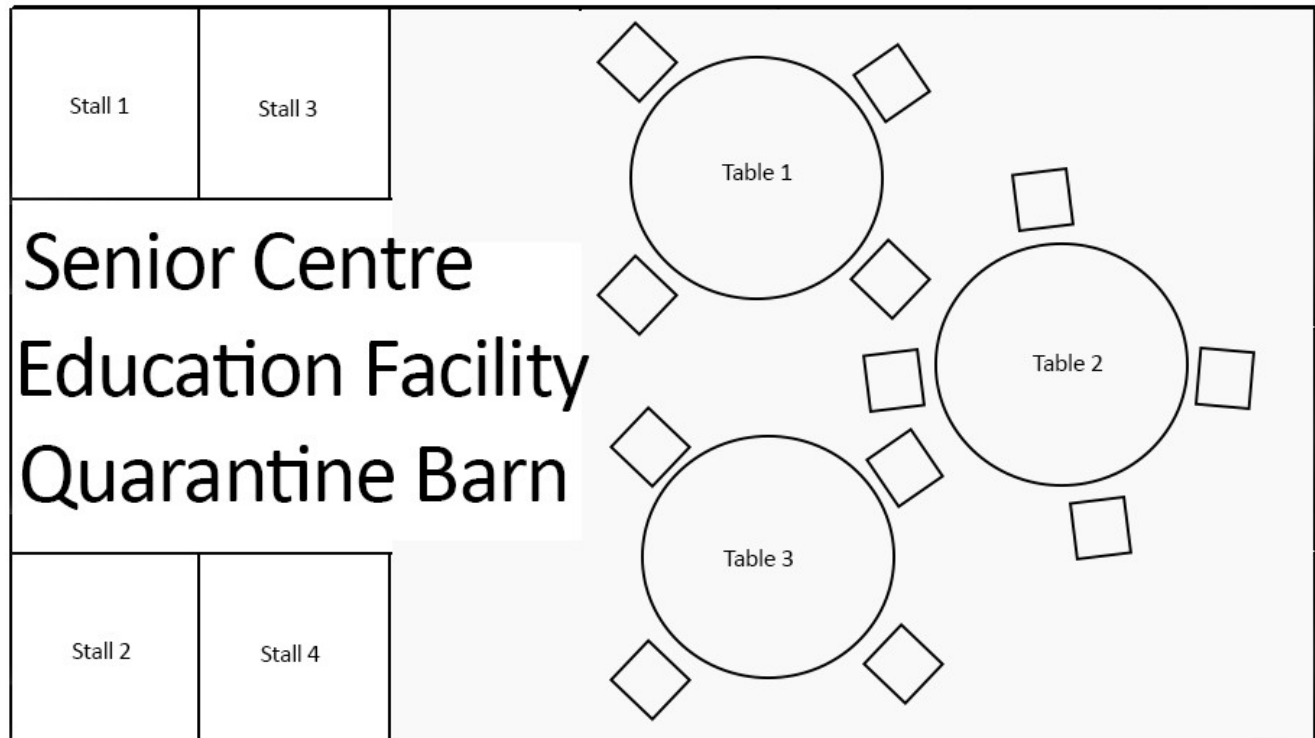 Stall 1
Stall 3
Table 1
Senior Centre
Education Facility
Quarantine Barn
Table 2
Table 3
Stall 2
Stall 4